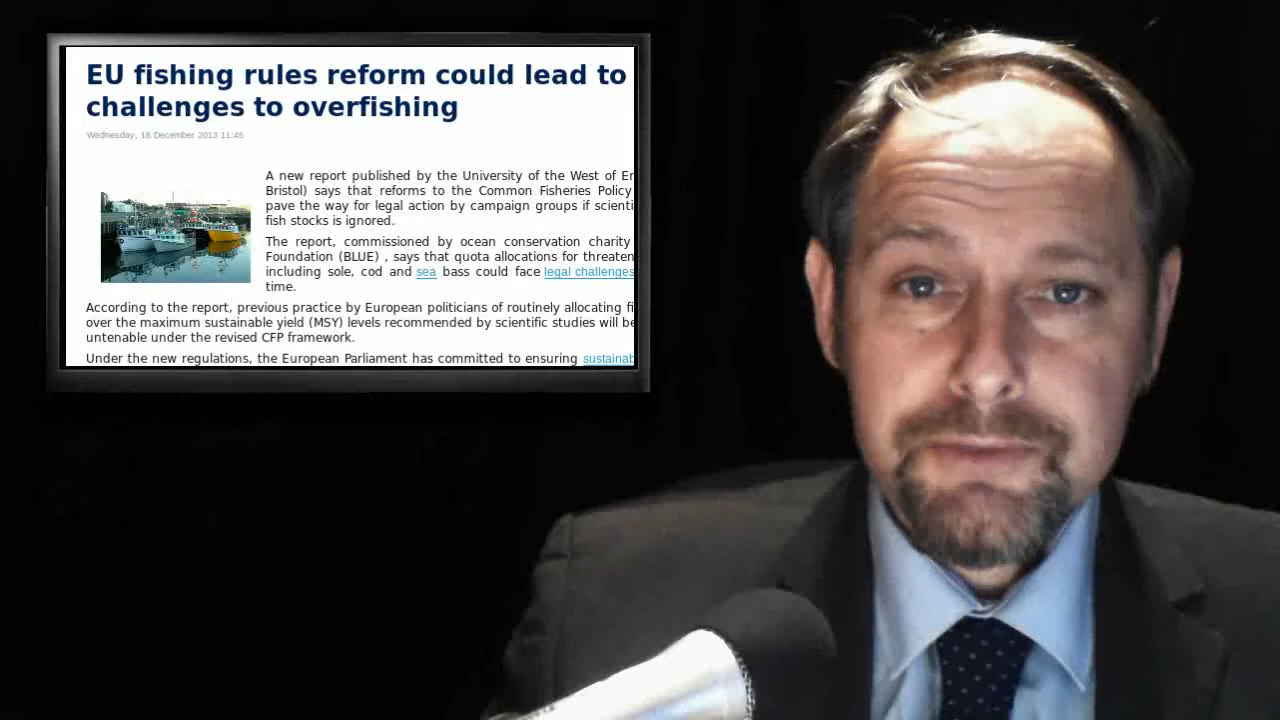 EU fishing rules reform could lead to
challenges to overfishing
Wednesday, 18 December 2013 11:45
A new report published by the University of the West of
Bristol) says that reforms to the Common Fisheries Policy
pave the way for legal action by campaign groups if
fish stocks is ignored.
The report, commissioned by ocean conservation charity
Foundation (BLUE) , says that quota allocations for
including sole, cod and sea bass could face legal challenges
time.
According to the report, previous practice by European politicians of routinely allocating
over the maximum sustainable yield (MSY) levels recommended by scientific studies will
untenable under the revised CFP framework.
Under the new regulations, the European Parliament has committed to ensuring